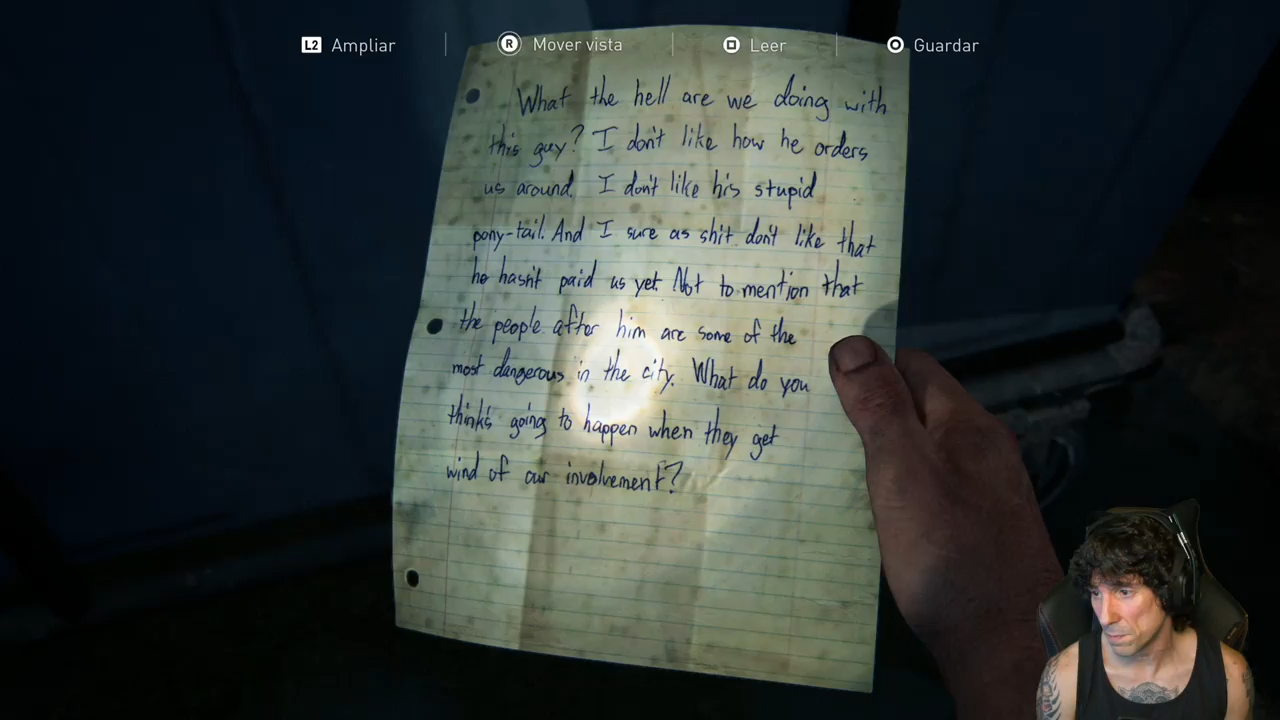 L2 Ampliar R Mover vista Leer Guardar
What the hell are we doing with
this guy? I don't like how he orders
us around. I don't like his stupid
pony-tail. And I sure as shit don't like that
he hasn't paid us yet. Not to mention that
the people after him are some of the
most dangerous in the city. What do you
think's going to happen when they get
wind of our involvement?